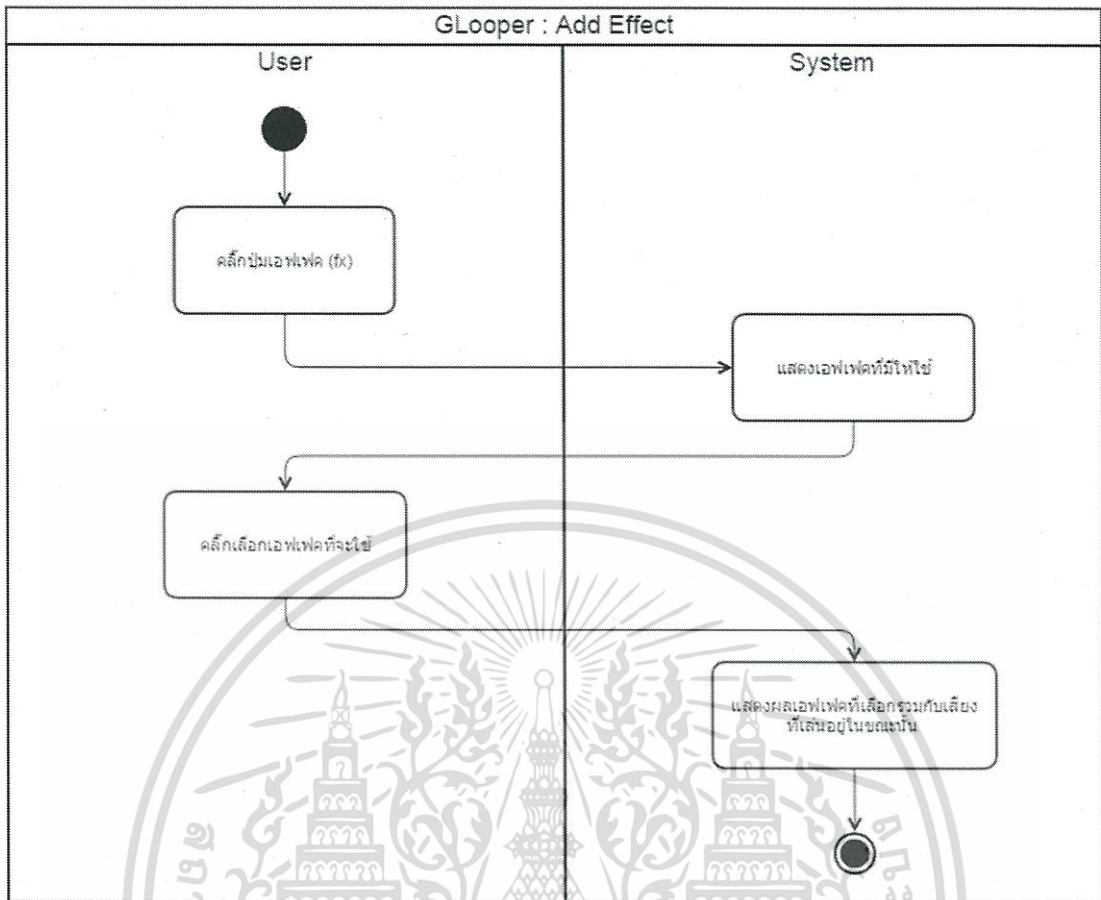 GLooper : Add Effect
User
System
คลิ๊กปุ่มเอฟเฟค (fx)
แสดงเอฟเฟคที่มีให้ใช้
คลิ๊กเลือกเอฟเฟคที่จะใช้
แสดงผลเอฟเฟคที่เลือกรวมกับเสียง
ที่เล่นอยู่ในขณะนั้น